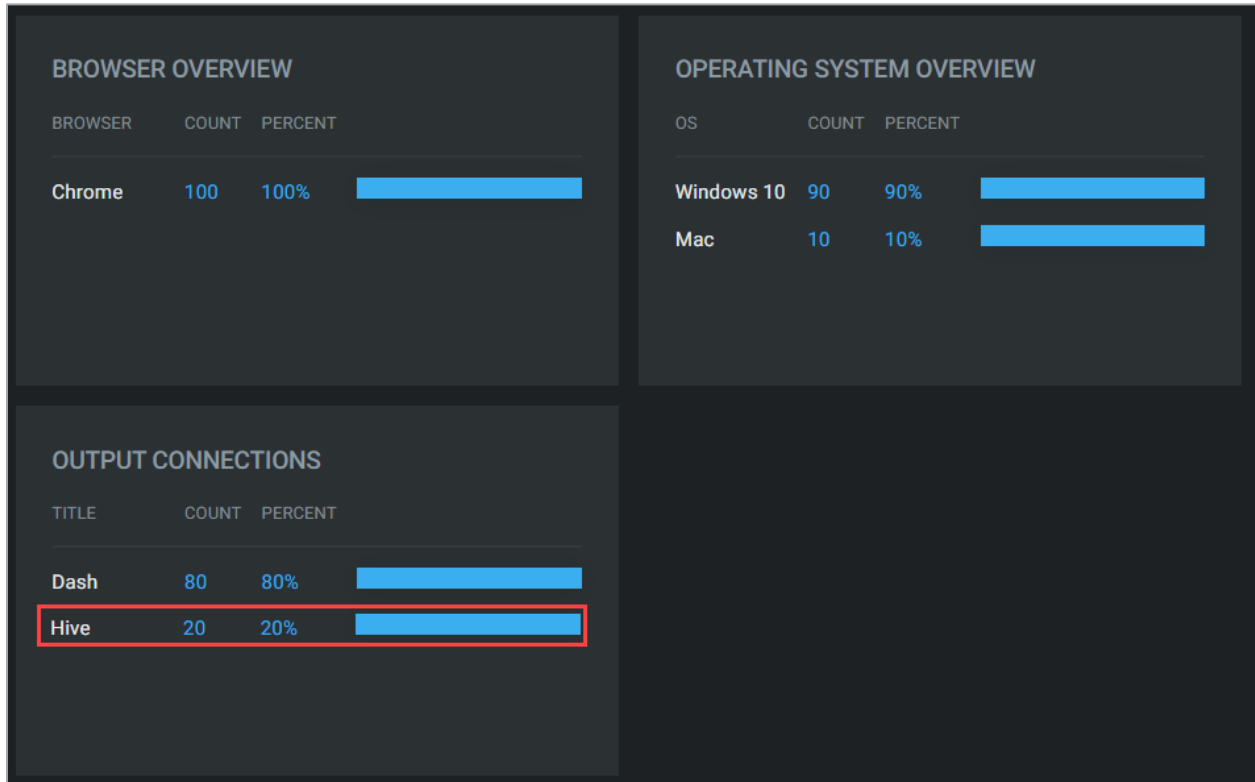 BROWSER OVERVIEW
BROWSER COUNT PERCENT
Chrome 100 100%
OPERATING SYSTEM OVERVIEW
OS COUNT PERCENT
Windows 10 90 90%
Mac 10 10%
OUTPUT CONNECTIONS
TITLE COUNT PERCENT
Dash 80 80%
Hive 20 20%